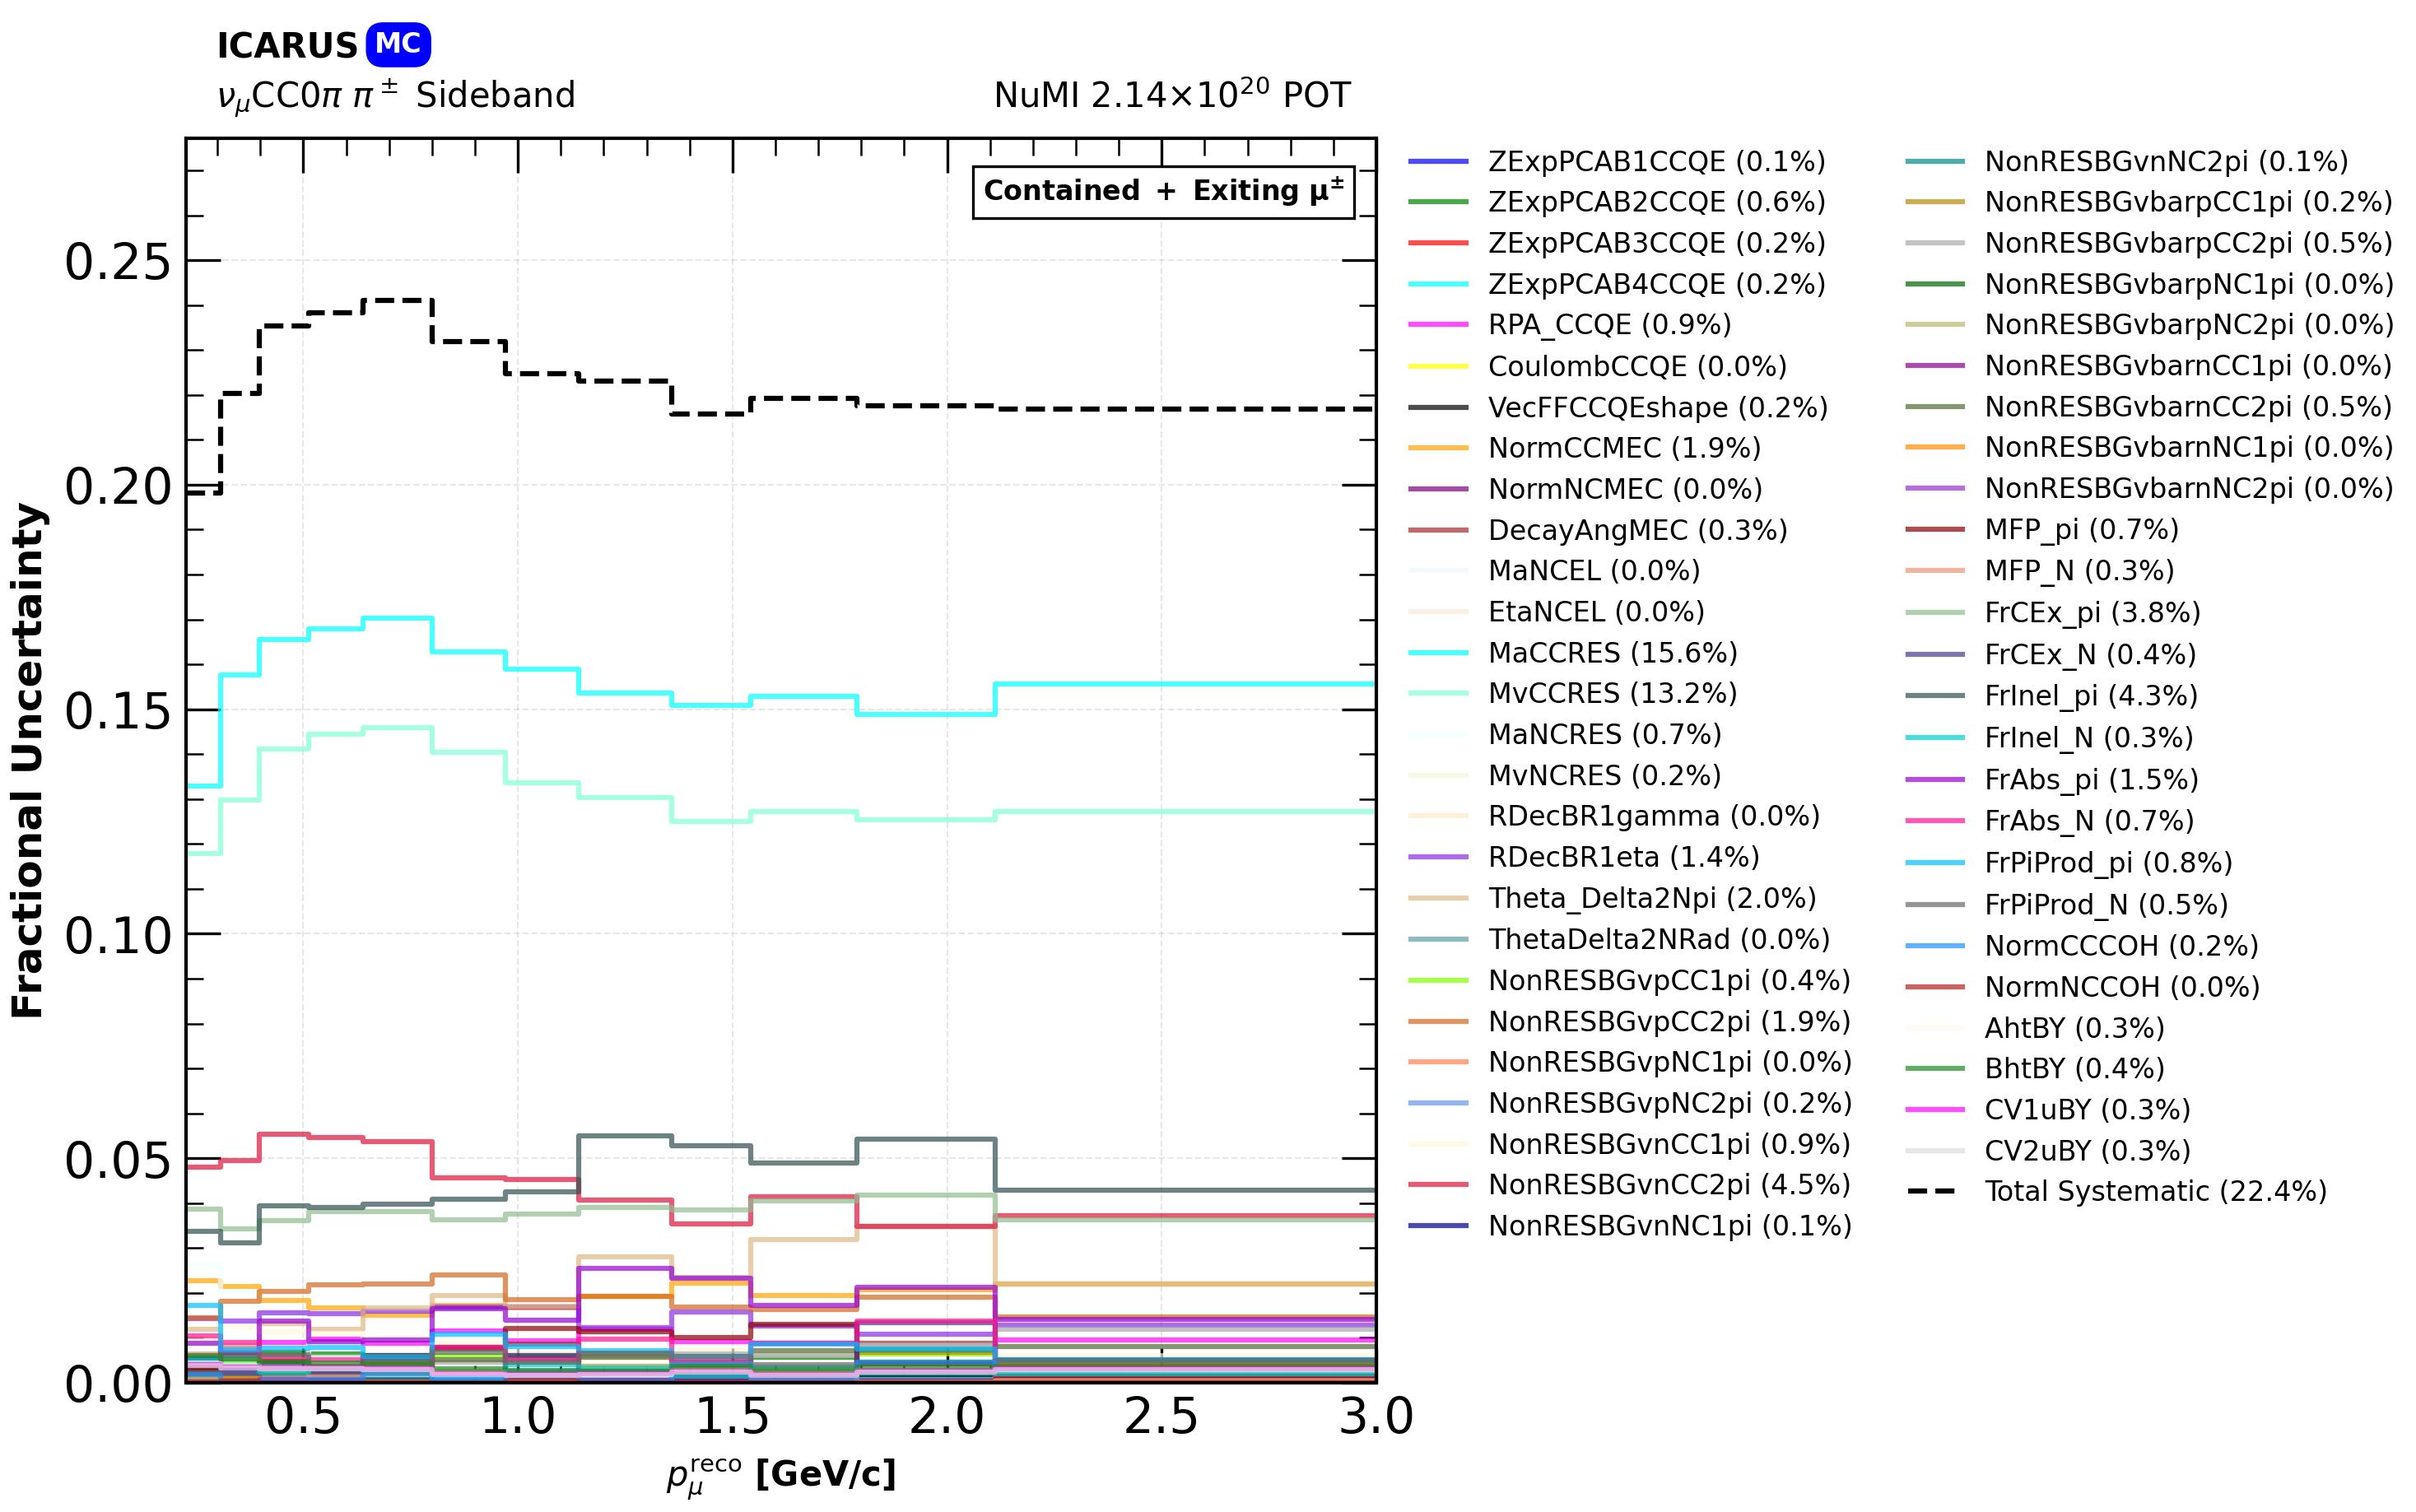 ICARUS MC
νμCC0π π± Sideband
NuMI 2.14×10²⁰ POT
Contained + Exiting μ±
Fractional Uncertainty
0.25
0.20
0.15
0.10
0.05
0.00
0.5 1.0 1.5 2.0 2.5 3.0
pμ^reco [GeV/c]
ZExpPCAB1CCQE (0.1%)
ZExpPCAB2CCQE (0.6%)
ZExpPCAB3CCQE (0.2%)
ZExpPCAB4CCQE (0.2%)
RPA_CCQE (0.9%)
CoulombCCQE (0.0%)
VecFFCCQEshape (0.2%)
NormCCMEC (1.9%)
NormNCMEC (0.0%)
DecayAngMEC (0.3%)
MaNCEL (0.0%)
EtaNCEL (0.0%)
MaCCRES (15.6%)
MvCCRES (13.2%)
MaNCRES (0.7%)
MvNCRES (0.2%)
RDecBR1gamma (0.0%)
RDecBR1eta (1.4%)
Theta_Delta2Npi (2.0%)
ThetaDelta2NRad (0.0%)
NonRESBGvpCC1pi (0.4%)
NonRESBGvpCC2pi (1.9%)
NonRESBGvpNC1pi (0.0%)
NonRESBGvpNC2pi (0.2%)
NonRESBGvnCC1pi (0.9%)
NonRESBGvnCC2pi (4.5%)
NonRESBGvnNC1pi (0.1%)
NonRESBGvnNC2pi (0.1%)
NonRESBGvbarpCC1pi (0.2%)
NonRESBGvbarpCC2pi (0.5%)
NonRESBGvbarpNC1pi (0.0%)
NonRESBGvbarpNC2pi (0.0%)
NonRESBGvbarnCC1pi (0.0%)
NonRESBGvbarnCC2pi (0.5%)
NonRESBGvbarnNC1pi (0.0%)
NonRESBGvbarnNC2pi (0.0%)
MFP_pi (0.7%)
MFP_N (0.3%)
FrCEx_pi (3.8%)
FrCEx_N (0.4%)
FrInel_pi (4.3%)
FrInel_N (0.3%)
FrAbs_pi (1.5%)
FrAbs_N (0.7%)
FrPiProd_pi (0.8%)
FrPiProd_N (0.5%)
NormCCCOH (0.2%)
NormNCCOH (0.0%)
AhtBY (0.3%)
BhtBY (0.4%)
CV1uBY (0.3%)
CV2uBY (0.3%)
Total Systematic (22.4%)